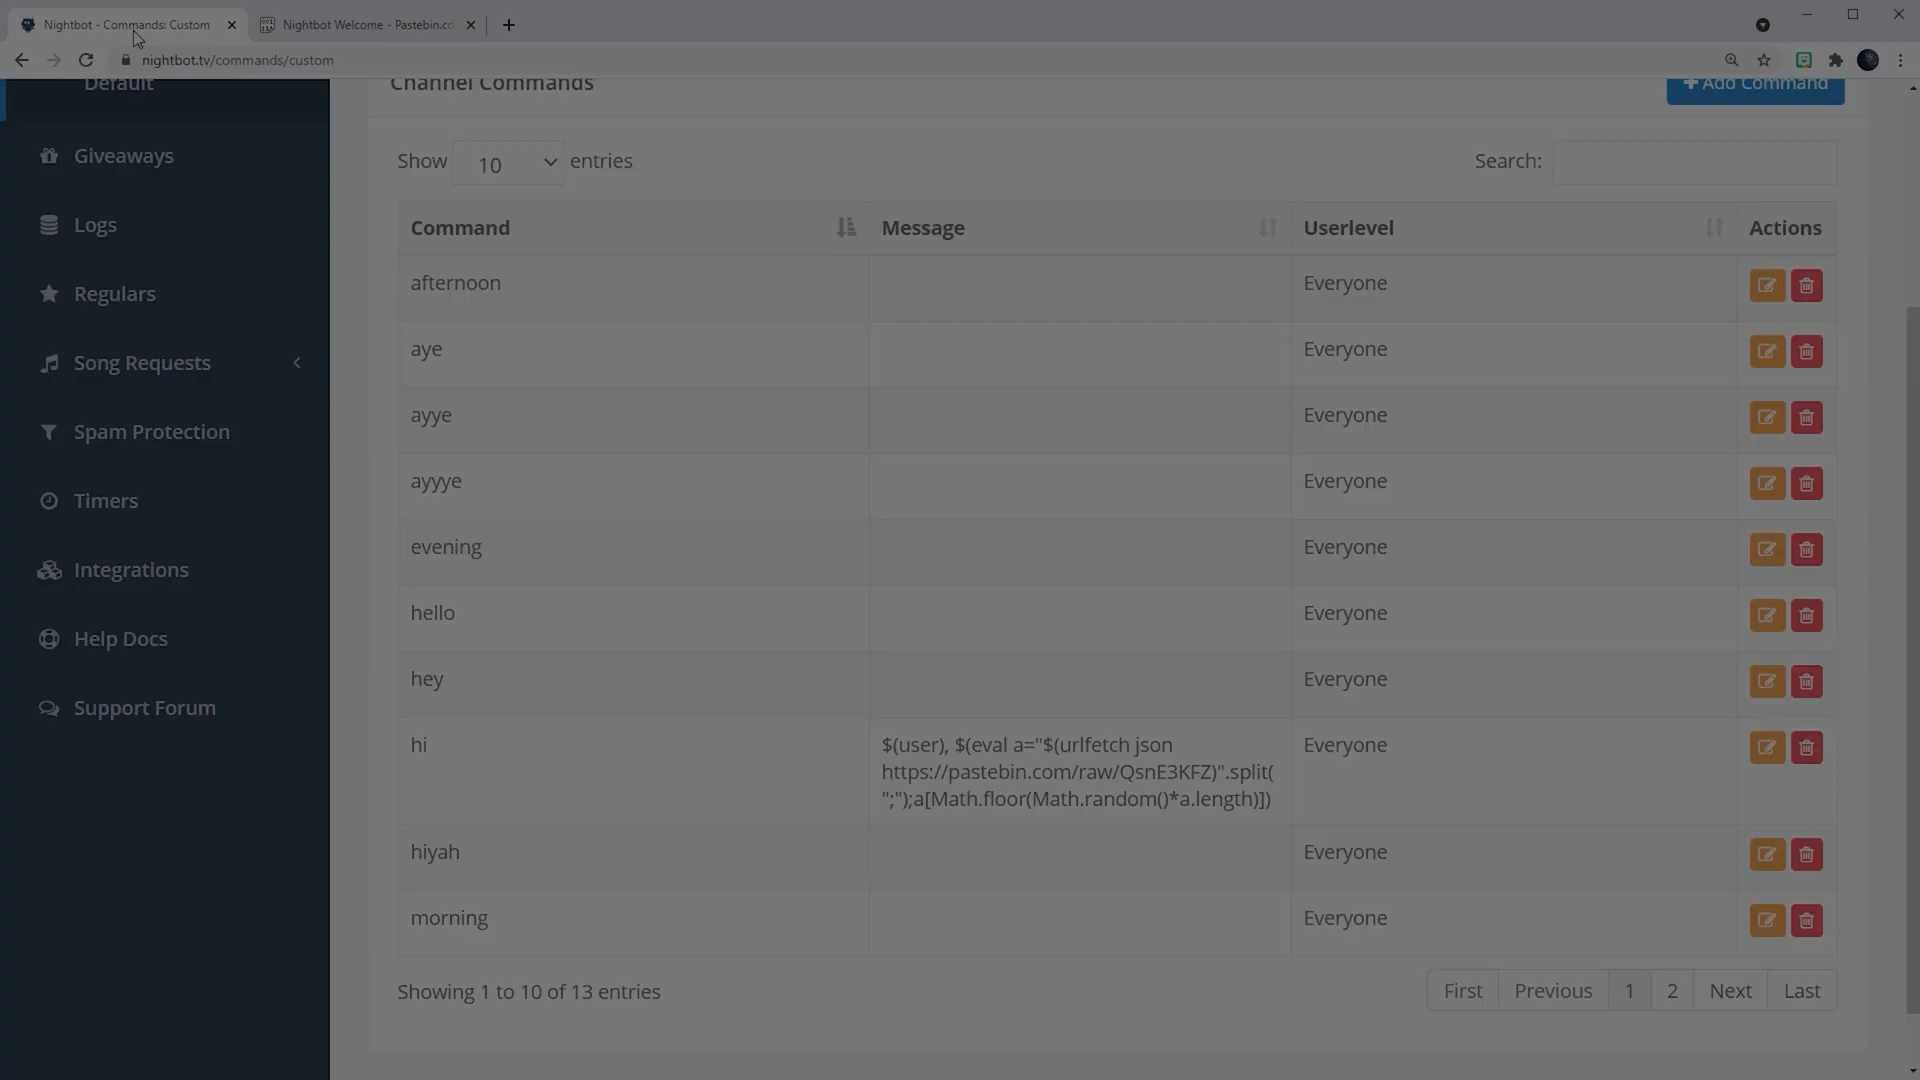 Nightbot - Commands: Custom
Nightbot Welcome - Pastebin.co
nightbot.tv/commands/custom
Default
Giveaways
Logs
Regulars
Song Requests
Spam Protection
Timers
Integrations
Help Docs
Support Forum
Channel Commands
Add Command
Show 10 entries
Search:
Command Message Userlevel Actions
afternoon Everyone
aye Everyone
ayye Everyone
ayyye Everyone
evening Everyone
hello Everyone
hey Everyone
hi $(user), $(eval a="$(urlfetch json Everyone
https://pastebin.com/raw/QsnE3KFZ)".split(
";");a[Math.floor(Math.random()*a.length)])
hiyah Everyone
morning Everyone
Showing 1 to 10 of 13 entries
First Previous 1 2 Next Last